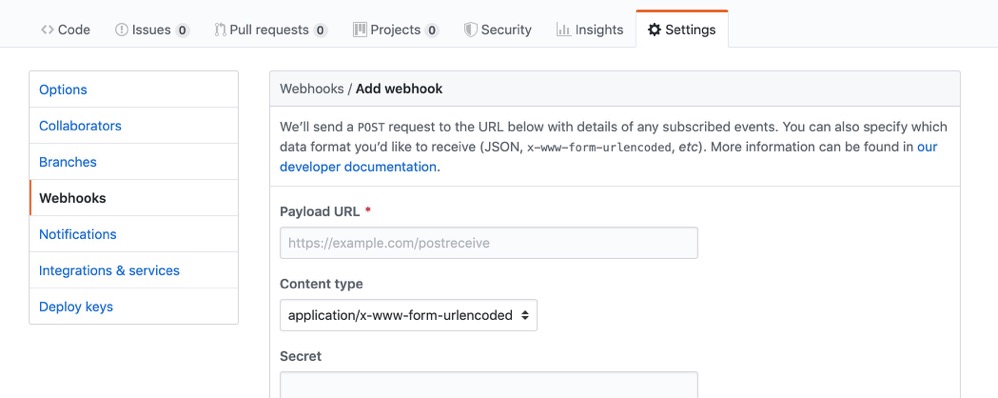 Code Issues 0 Pull requests 0 Projects 0 Security Insights Settings
Options
Collaborators
Branches
Webhooks
Notifications
Integrations & services
Deploy keys
Webhooks / Add webhook
We’ll send a POST request to the URL below with details of any subscribed events. You can also specify which
data format you’d like to receive (JSON, x-www-form-urlencoded, etc). More information can be found in our
developer documentation.
Payload URL *
https://example.com/postreceive
Content type
application/x-www-form-urlencoded
Secret